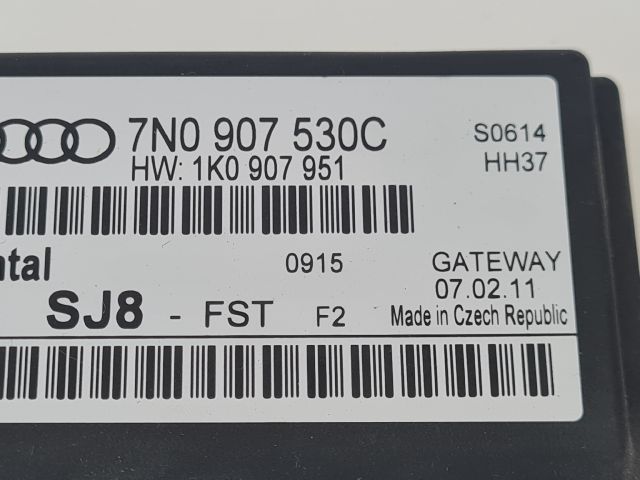 7N0 907 530C
HW: 1K0 907 951
S0614
HH37
ntal
0915
GATEWAY
07.02.11
SJ8 - FST F2
Made in Czech Republic